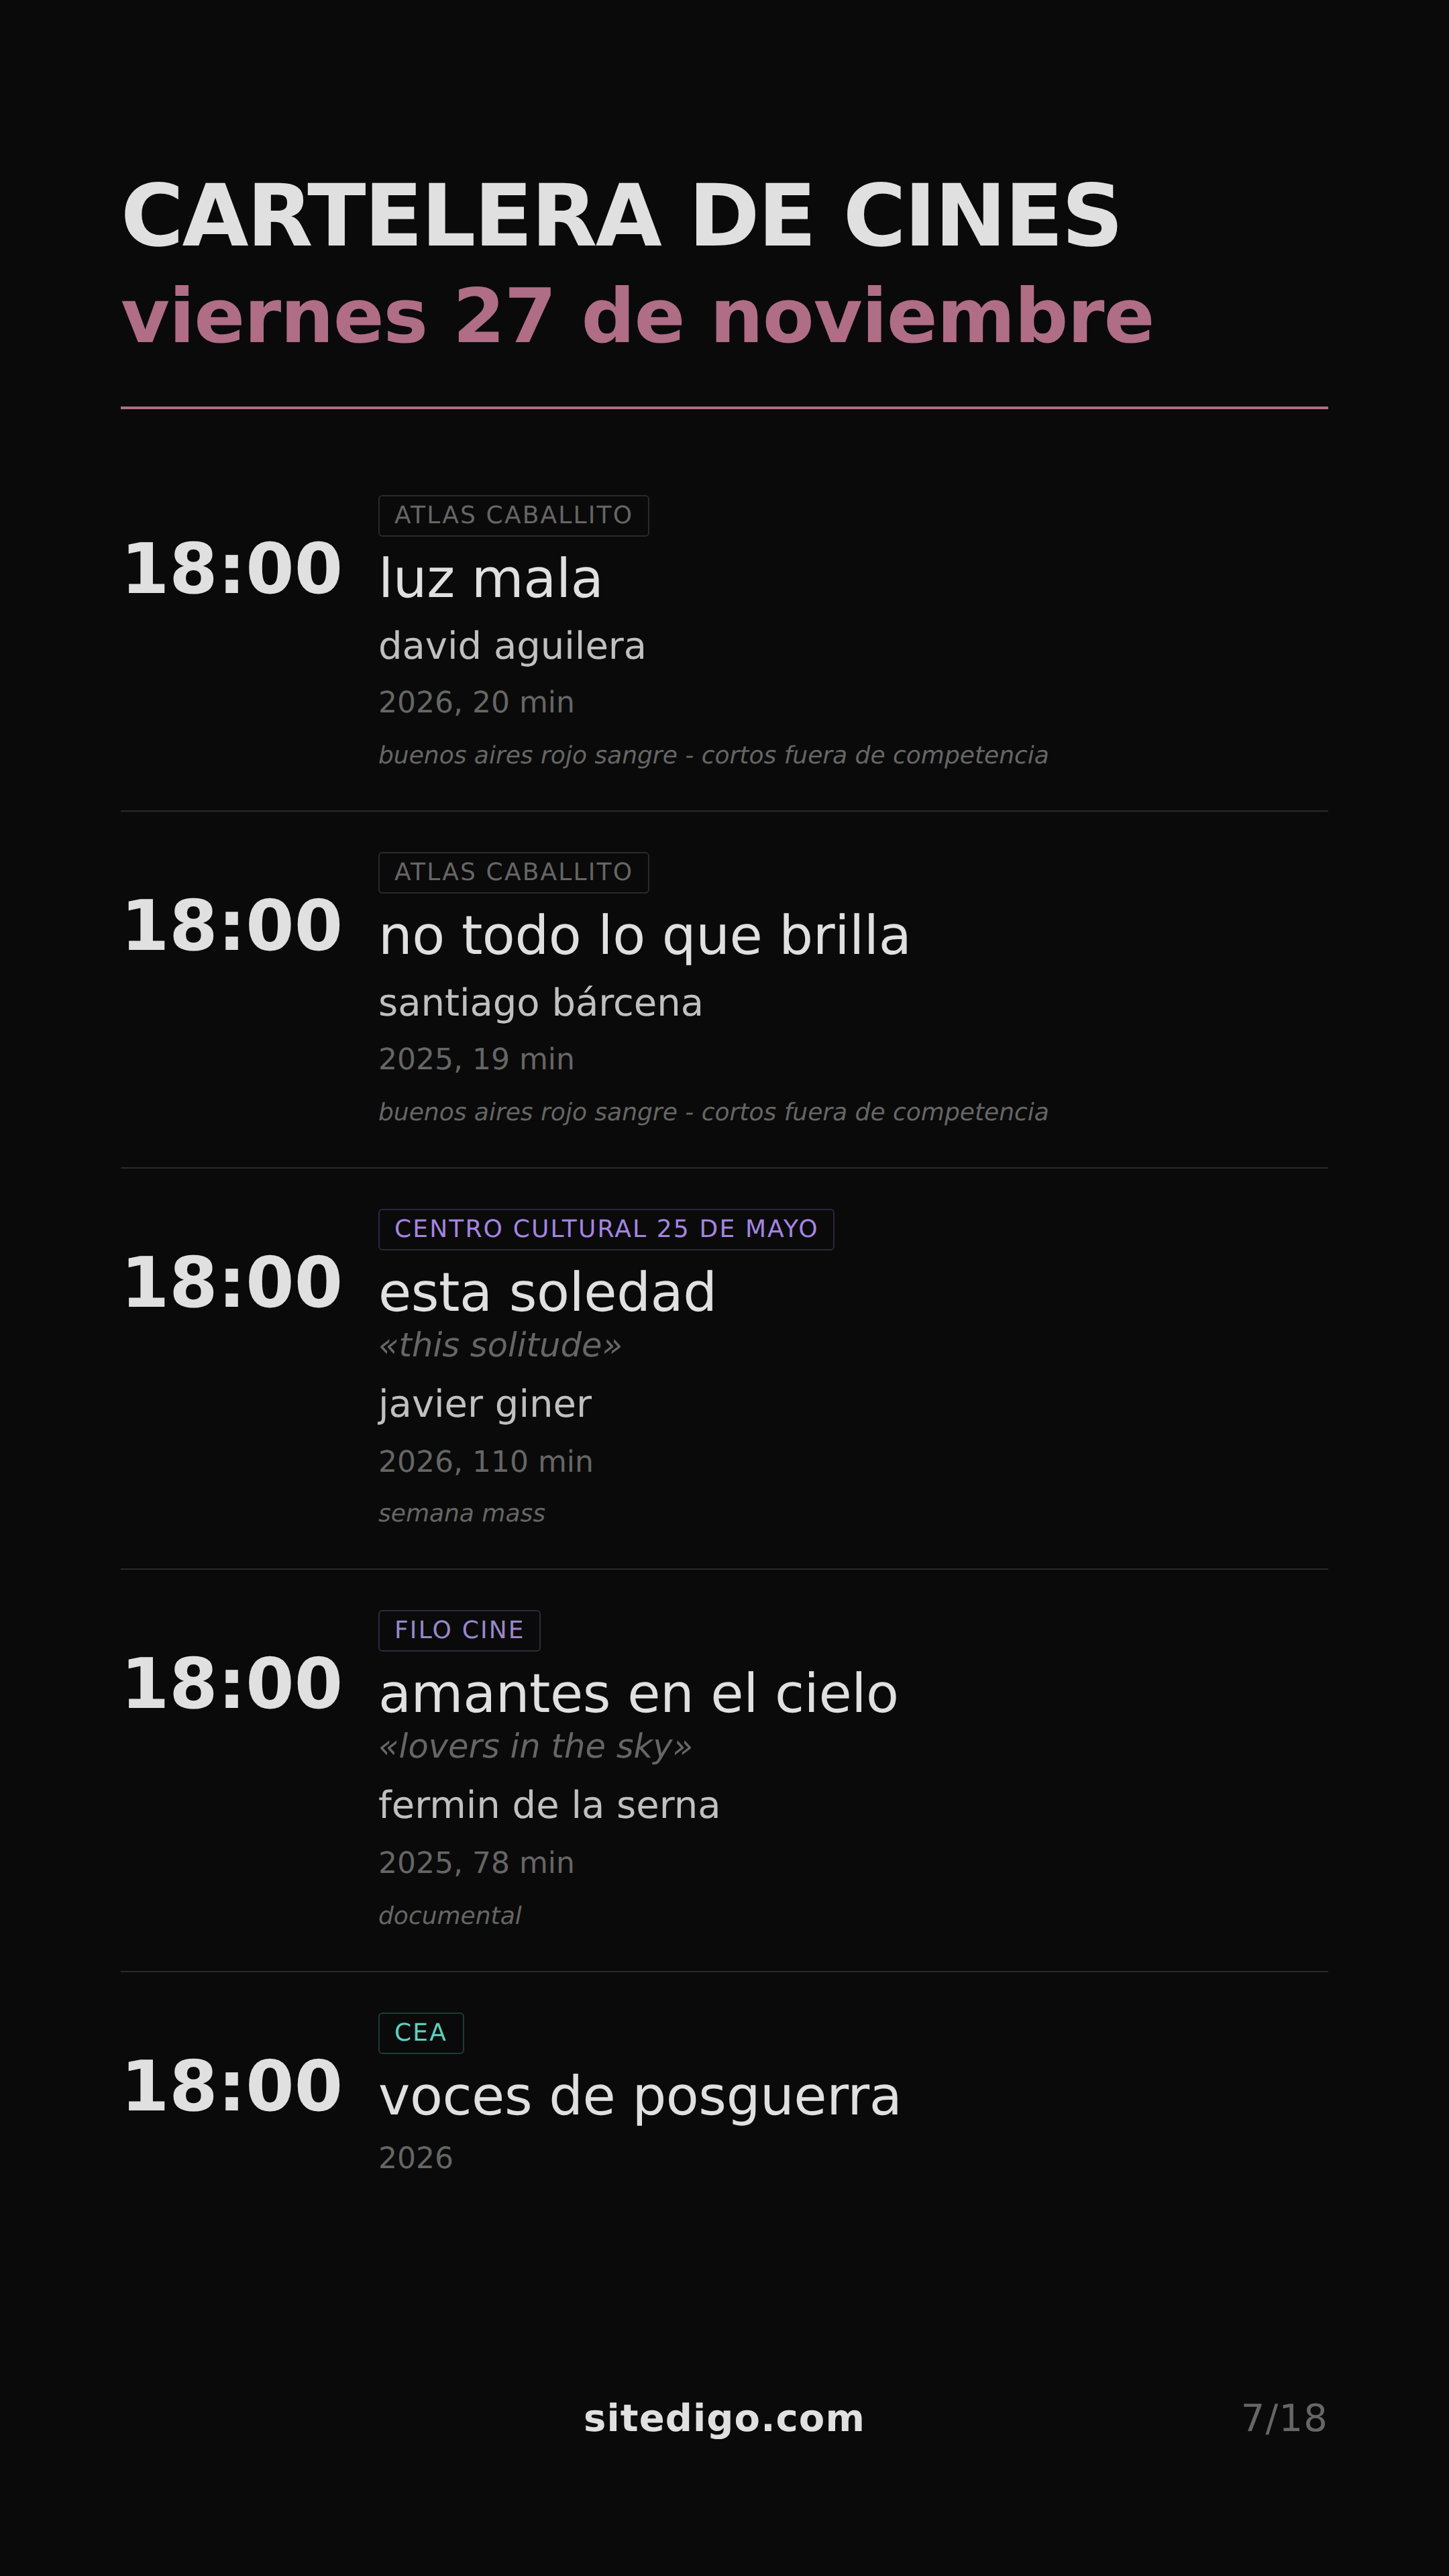 CARTELERA DE CINES
viernes 27 de noviembre
ATLAS CABALLITO
18:00
luz mala
david aguilera
2026, 20 min
buenos aires rojo sangre - cortos fuera de competencia
ATLAS CABALLITO
18:00
no todo lo que brilla
santiago bárcena
2025, 19 min
buenos aires rojo sangre - cortos fuera de competencia
CENTRO CULTURAL 25 DE MAYO
18:00
esta soledad
«this solitude»
javier giner
2026, 110 min
semana mass
FILO CINE
18:00
amantes en el cielo
«lovers in the sky»
fermin de la serna
2025, 78 min
documental
CEA
18:00
voces de posguerra
2026
sitedigo.com
7/18